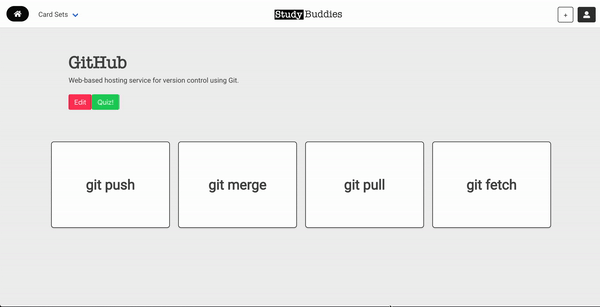 Card Sets
Study Buddies
+
GitHub
Web-based hosting service for version control using Git.
Edit Quiz!
git push git merge git pull git fetch